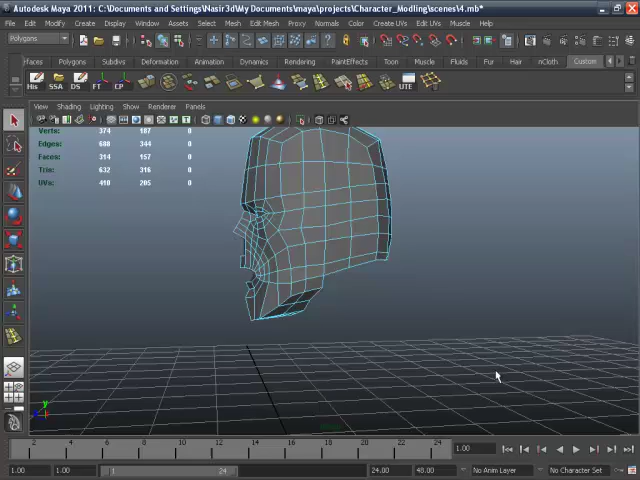 Autodesk Maya 2011: C:\Documents and Settings\Nasir3d\My Documents\maya\projects\Character_Modling\scenes\4.mb*
File Edit Modify Create Display Window Assets Select Mesh Edit Mesh Proxy Normals Color Create UVs Edit UVs Muscle
Polygons
Faces Polygons Subdivs Deformation Animation Dynamics Rendering PaintEffects Toon Muscle Fluids Fur Hair nCloth Custom
His SSA DS FT CP UTE
View Shading Lighting Show Renderer Panels
Verts: 374 187 0
Edges: 688 344 0
Faces: 314 157 0
Tris: 632 316 0
UVs: 410 205 0
y
2 4 6 8 10 12 14 16 18 20 22 24 1.00
1.00 1.00 1 24 24.00 48.00 No Anim Layer No Character Set